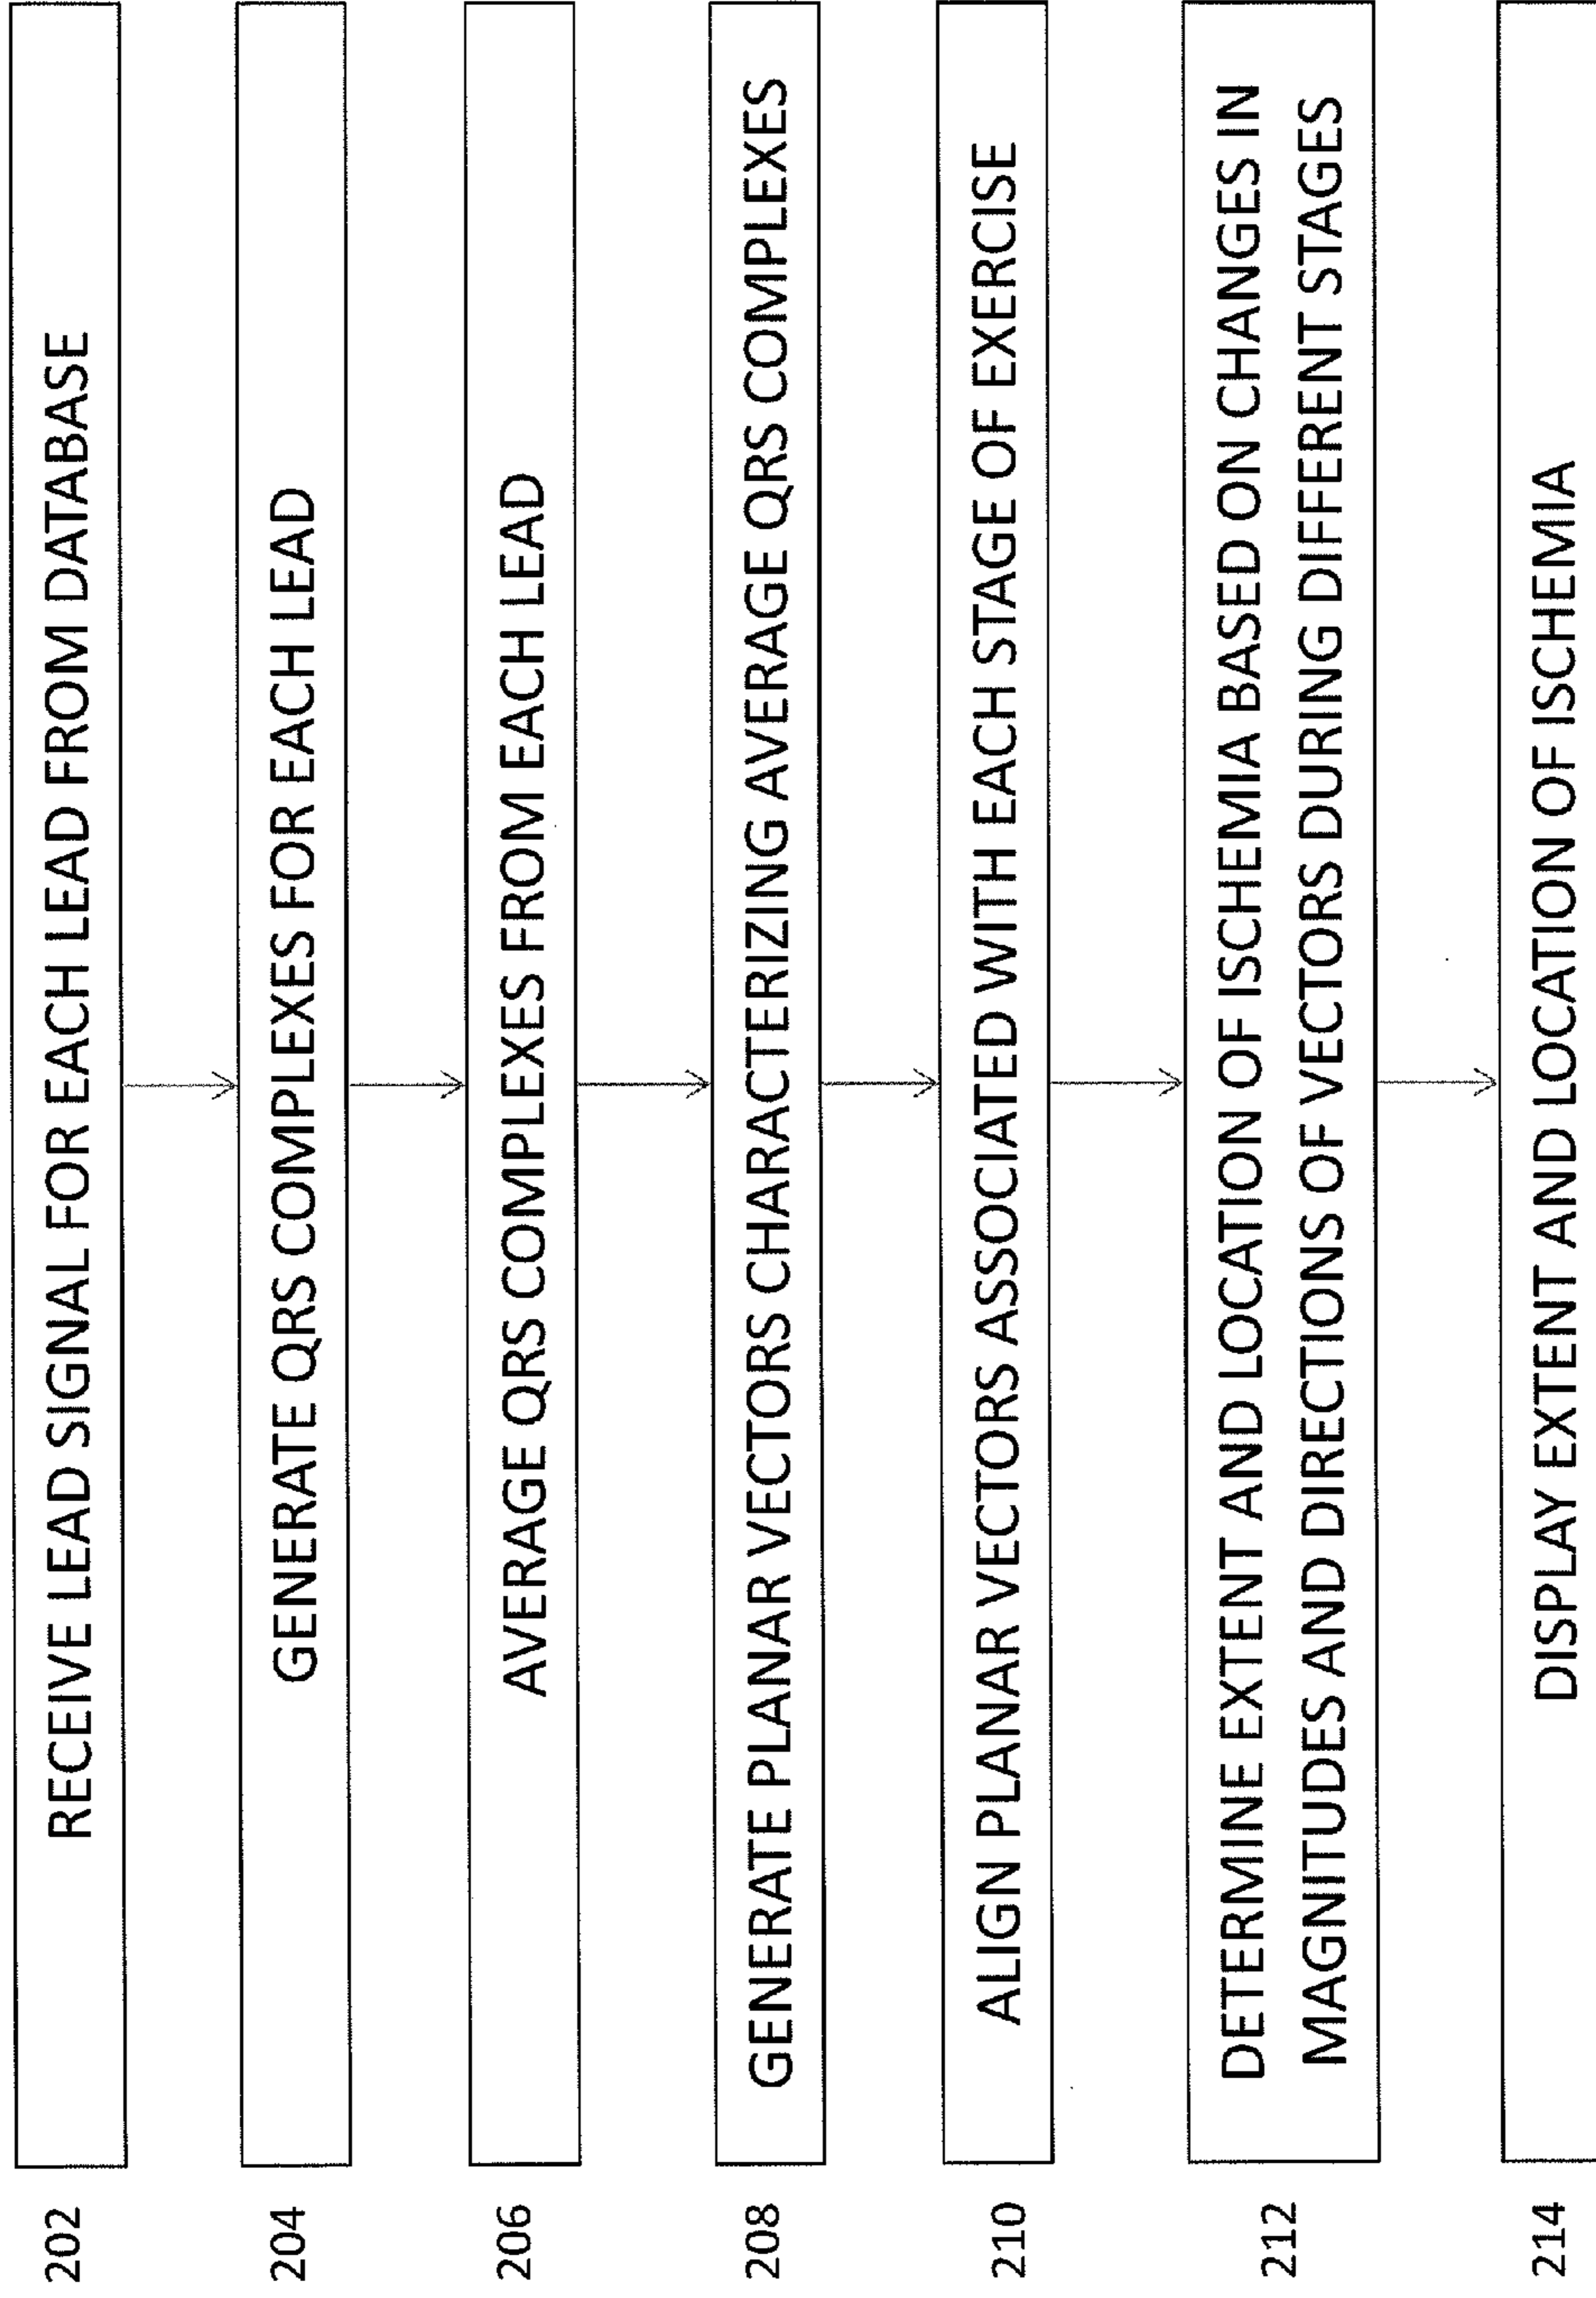 202
RECEIVE LEAD SIGNAL FOR EACH LEAD FROM DATABASE
204
GENERATE QRS COMPLEXES FOR EACH LEAD
206
AVERAGE QRS COMPLEXES FROM EACH LEAD
208
GENERATE PLANAR VECTORS CHARACTERIZING AVERAGE QRS COMPLEXES
210
ALIGN PLANAR VECTORS ASSOCIATED WITH EACH STAGE OF EXERCISE
212
DETERMINE EXTENT AND LOCATION OF ISCHEMIA BASED ON CHANGES IN
MAGNITUDES AND DIRECTIONS OF VECTORS DURING DIFFERENT STAGES
214
DISPLAY EXTENT AND LOCATION OF ISCHEMIA